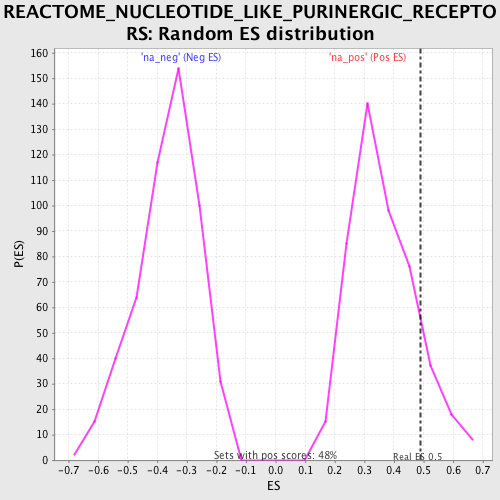 REACTOME_NUCLEOTIDE_LIKE_PURINERGIC_RECEPTO
RS: Random ES distribution
'na_neg' (Neg ES) 'na_pos' (Pos ES)
160
150
140
130
120
110
100
90
80
70
60
50
40
30
20
10
0
P(ES)
Sets with pos scores: 48%
Real ES 0.5
-0.7 -0.6 -0.5 -0.4 -0.3 -0.2 -0.1 0.0 0.1 0.2 0.3 0.4 0.5 0.6 0.7
ES